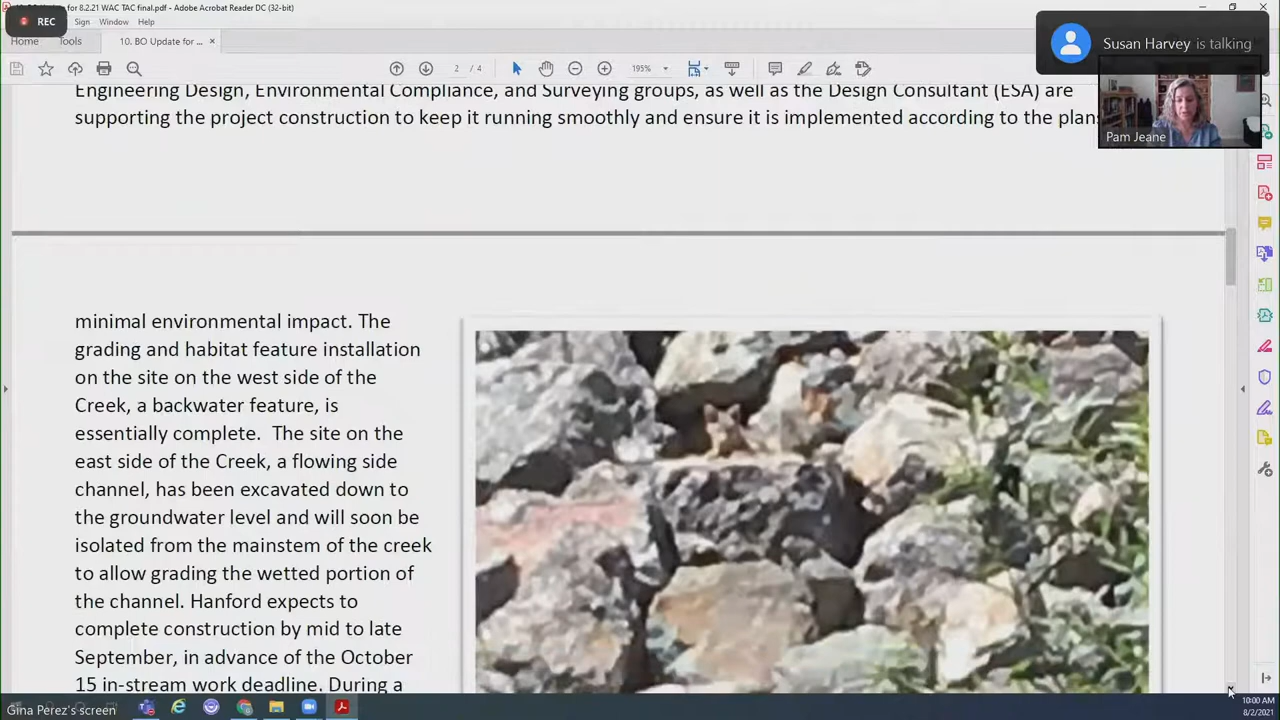 for 8.2.21 WAC TAC final.pdf - Adobe Acrobat Reader DC (32-bit)
REC
Sign Window Help
Home Tools 10. BO Update for ... ×
2 / 4
195%
Susan Harvey is talking
Pam Jeane
Engineering Design, Environmental Compliance, and Surveying groups, as well as the Design Consultant (ESA) are
supporting the project construction to keep it running smoothly and ensure it is implemented according to the plans
minimal environmental impact. The
grading and habitat feature installation
on the site on the west side of the
Creek, a backwater feature, is
essentially complete. The site on the
east side of the Creek, a flowing side
channel, has been excavated down to
the groundwater level and will soon be
isolated from the mainstem of the creek
to allow grading the wetted portion of
the channel. Hanford expects to
complete construction by mid to late
September, in advance of the October
15 in-stream work deadline. During a
Gina Perez's screen
10:00 AM
8/2/2021